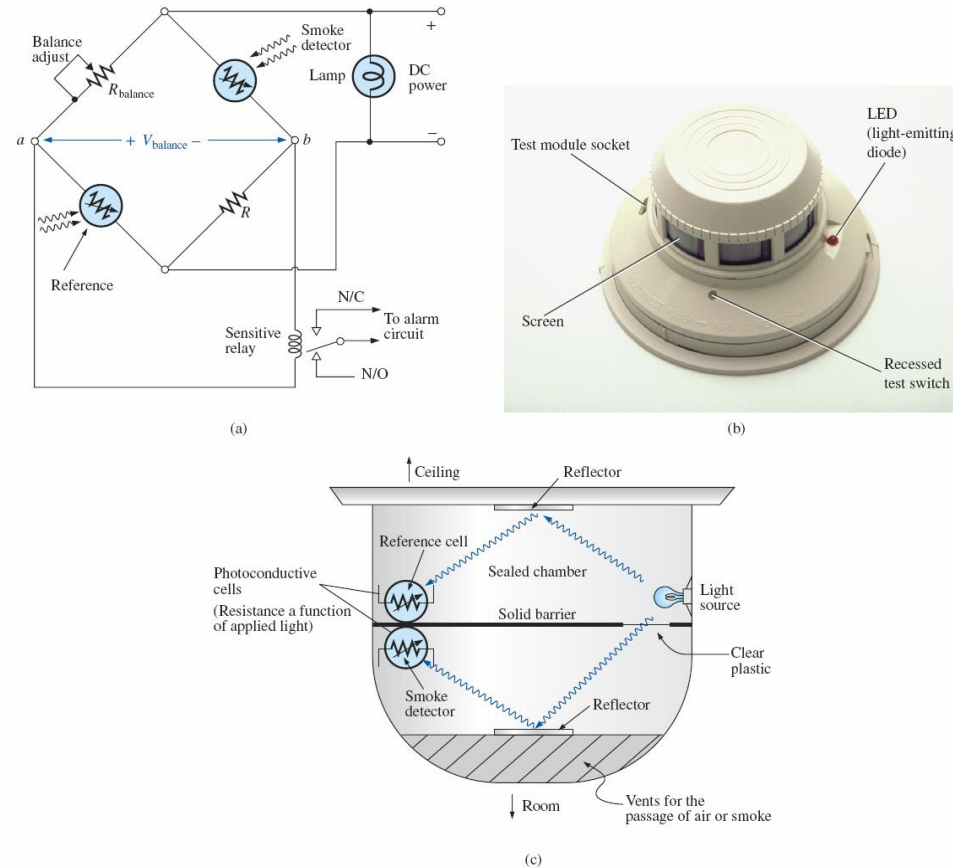 Balance
adjust
R balance
Smoke
detector
Lamp
DC
power
+
−
a
+ V balance −
b
R
Reference
Sensitive
relay
N/C
To alarm
circuit
N/O
(a)
Test module socket
LED
(light-emitting
diode)
Screen
Recessed
test switch
(b)
Ceiling
Reflector
Reference cell
Photoconductive
cells
(Resistance a function
of applied light)
Sealed chamber
Light
source
Solid barrier
Clear
plastic
Smoke
detector
Reflector
Room
Vents for the
passage of air or smoke
(c)